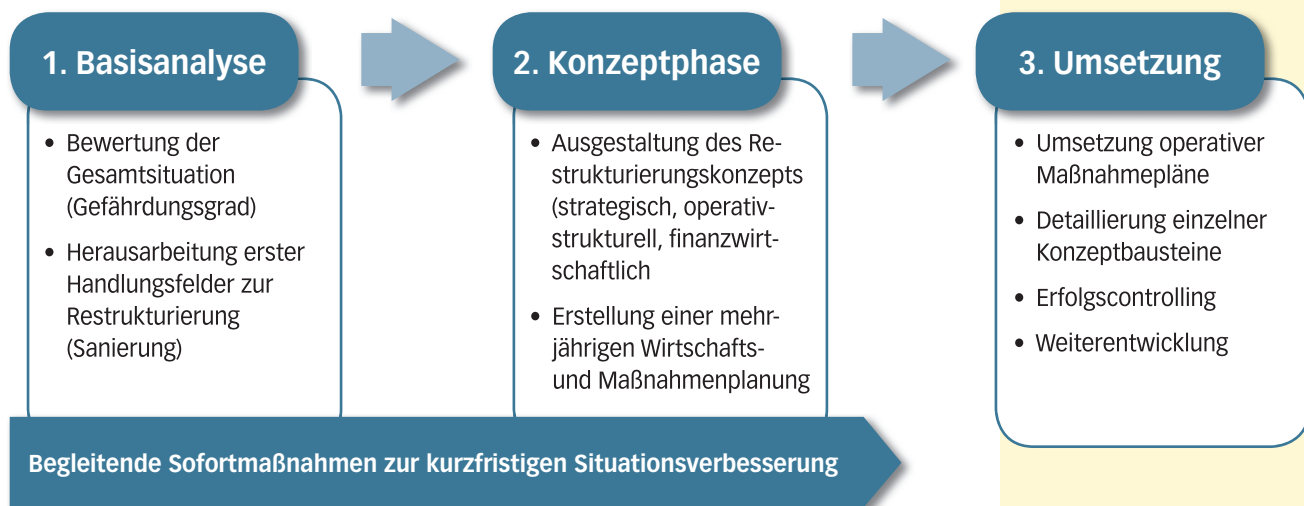 1. Basisanalyse
• Bewertung der
Gesamtsituation
(Gefährdungsgrad)
• Herausarbeitung erster
Handlungsfelder zur
Restrukturierung
(Sanierung)
2. Konzeptphase
• Ausgestaltung des Re-
strukturierungskonzepts
(strategisch, operativ-
strukturell, finanzwirt-
schaftlich
• Erstellung einer mehr-
jährigen Wirtschafts-
und Maßnahmenplanung
3. Umsetzung
• Umsetzung operativer
Maßnahmepläne
• Detaillierung einzelner
Konzeptbausteine
• Erfolgscontrolling
• Weiterentwicklung
Begleitende Sofortmaßnahmen zur kurzfristigen Situationsverbesserung